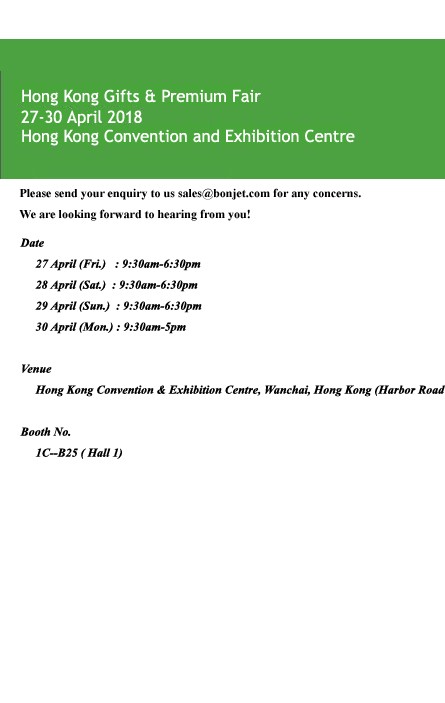 Hong Kong Gifts & Premium Fair
27-30 April 2018
Hong Kong Convention and Exhibition Centre
Please send your enquiry to us sales@bonjet.com for any concerns.
We are looking forward to hearing from you!
Date
27 April (Fri.) : 9:30am-6:30pm
28 April (Sat.) : 9:30am-6:30pm
29 April (Sun.) : 9:30am-6:30pm
30 April (Mon.) : 9:30am-5pm
Venue
Hong Kong Convention & Exhibition Centre, Wanchai, Hong Kong (Harbor Road
Booth No.
1C--B25 ( Hall 1)